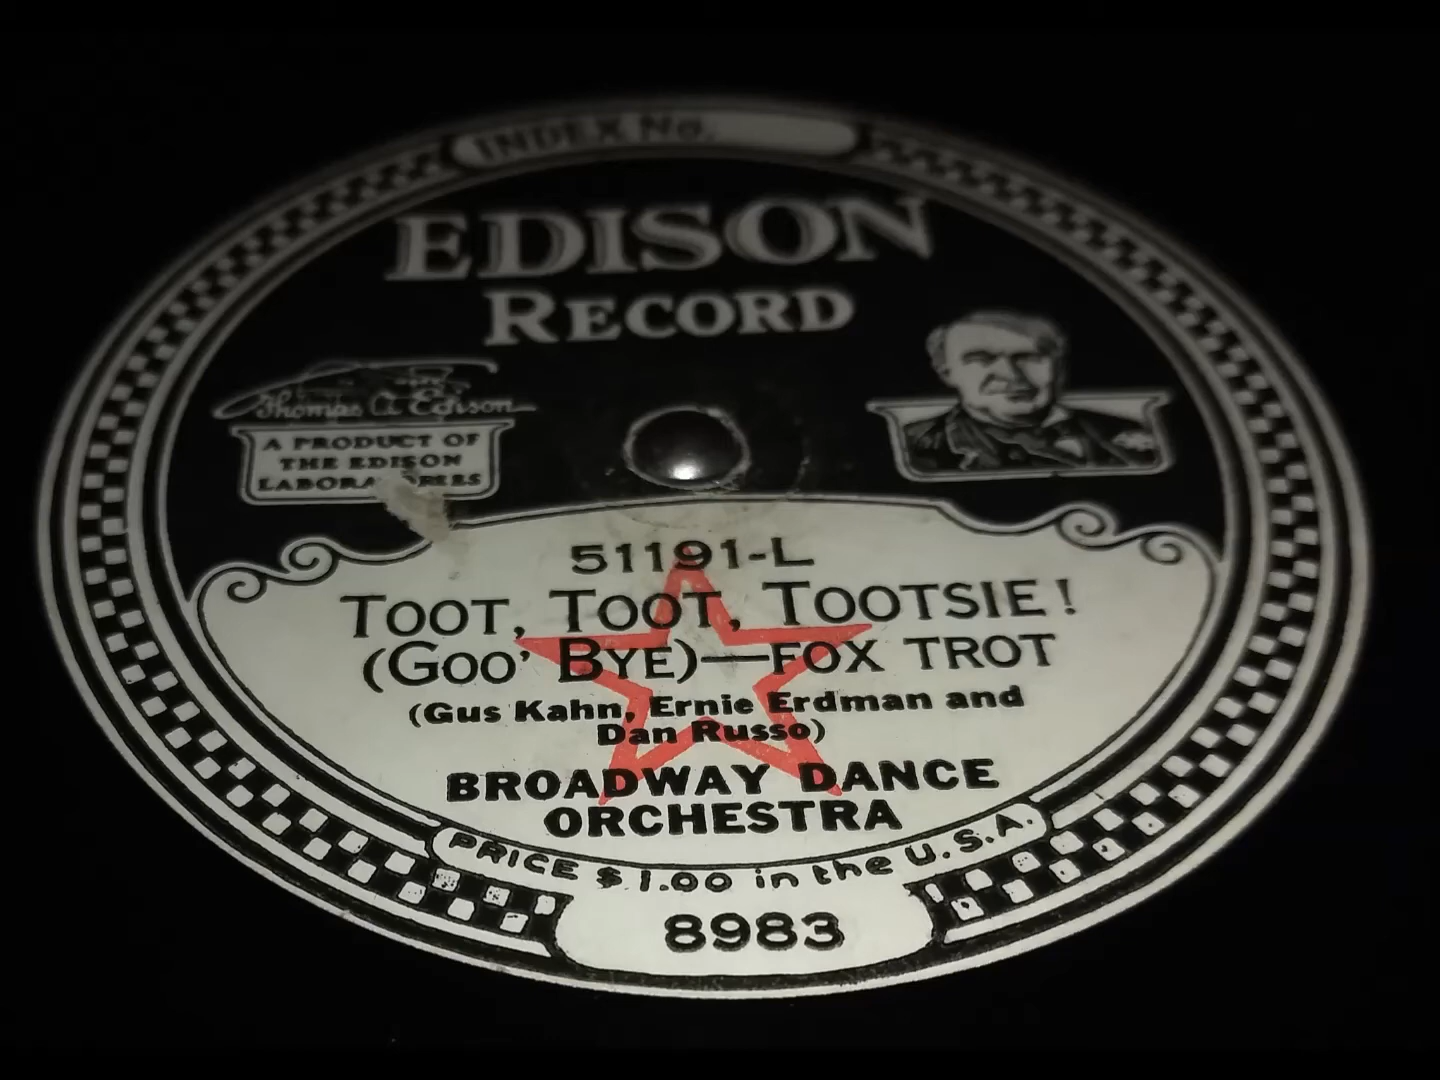 INDEX No.
EDISON
RECORD
Thomas A Edison
A PRODUCT OF
THE EDISON
LABORATORIES
51191-L
TOOT, TOOT, TOOTSIE!
(GOO' BYE)—FOX TROT
(Gus Kahn, Ernie Erdman and
Dan Russo)
BROADWAY DANCE
ORCHESTRA
PRICE $1.00 in the U.S.A.
8983